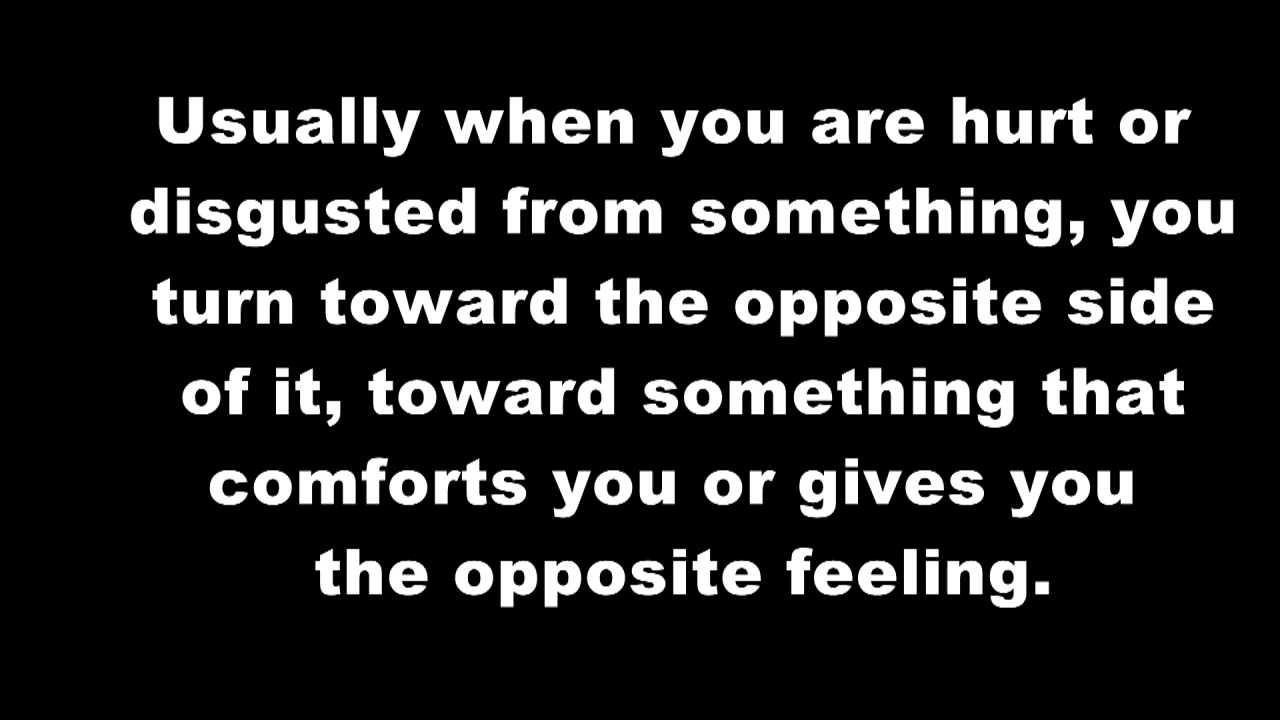 Usually when you are hurt or
disgusted from something, you
turn toward the opposite side
of it, toward something that
comforts you or gives you
the opposite feeling.